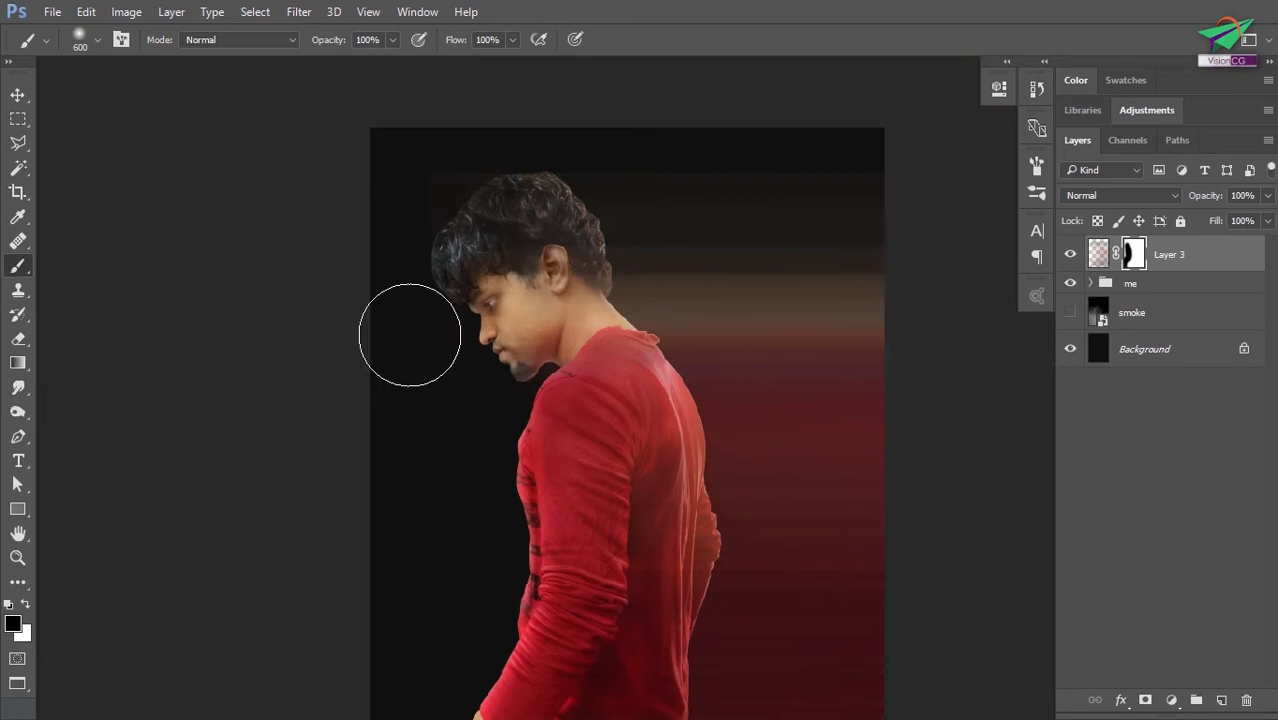 Ps File Edit Image Layer Type Select Filter 3D View Window Help
600 Mode: Normal Opacity: 100% Flow: 100%
VisionCG
Color Swatches
Libraries Adjustments
Layers Channels Paths
Kind
Normal Opacity: 100%
Lock: Fill: 100%
Layer 3
me
smoke
Background